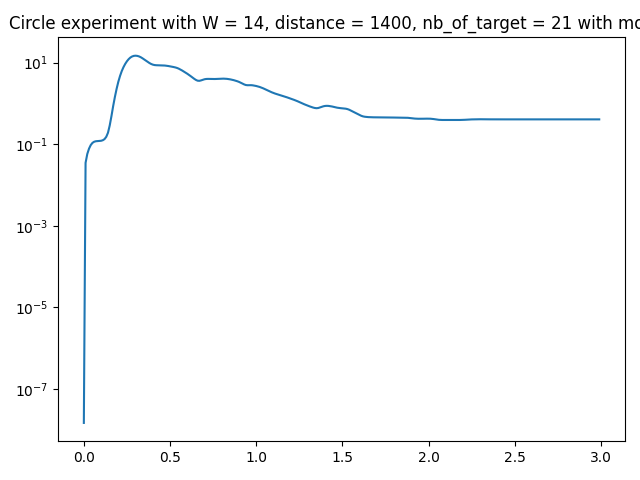 Circle experiment with W = 14, distance = 1400, nb_of_target = 21 with mo
10¹
10⁻¹
10⁻³
10⁻⁵
10⁻⁷
0.0 0.5 1.0 1.5 2.0 2.5 3.0